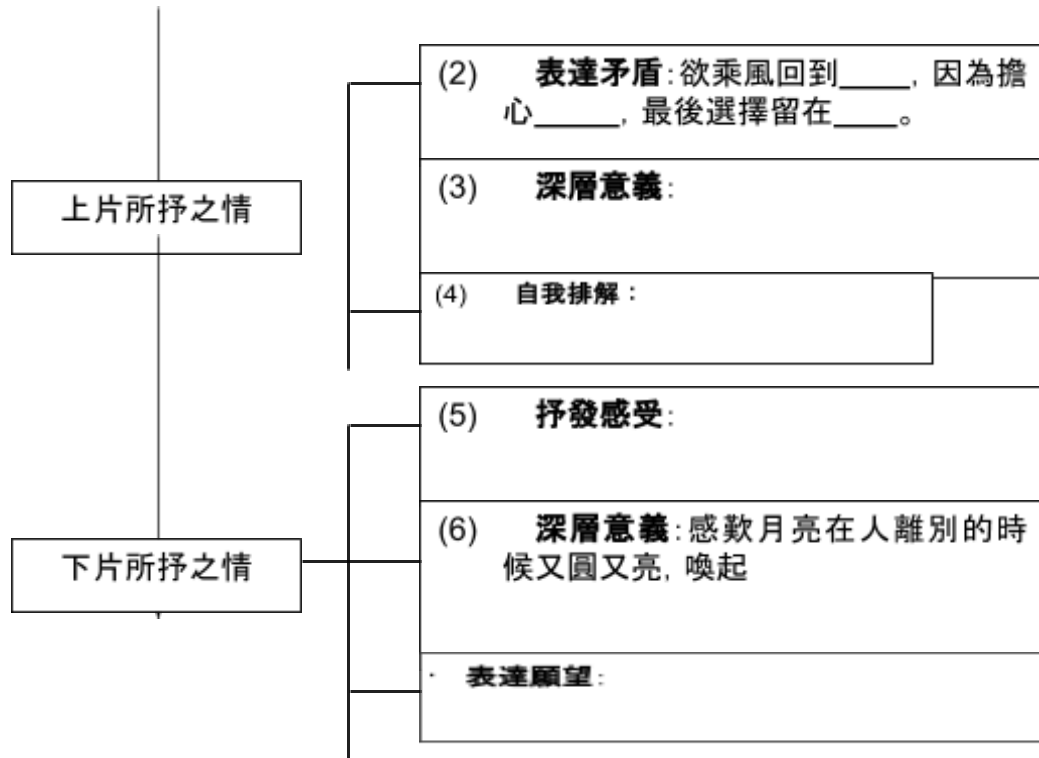 (2) 表達矛盾：欲乘風回到____，因為擔
心_____，最後選擇留在____。
上片所抒之情
(3) 深層意義：
(4) 自我排解：
(5) 抒發感受：
下片所抒之情
(6) 深層意義：感歎月亮在人離別的時
候又圓又亮，喚起
· 表達願望：